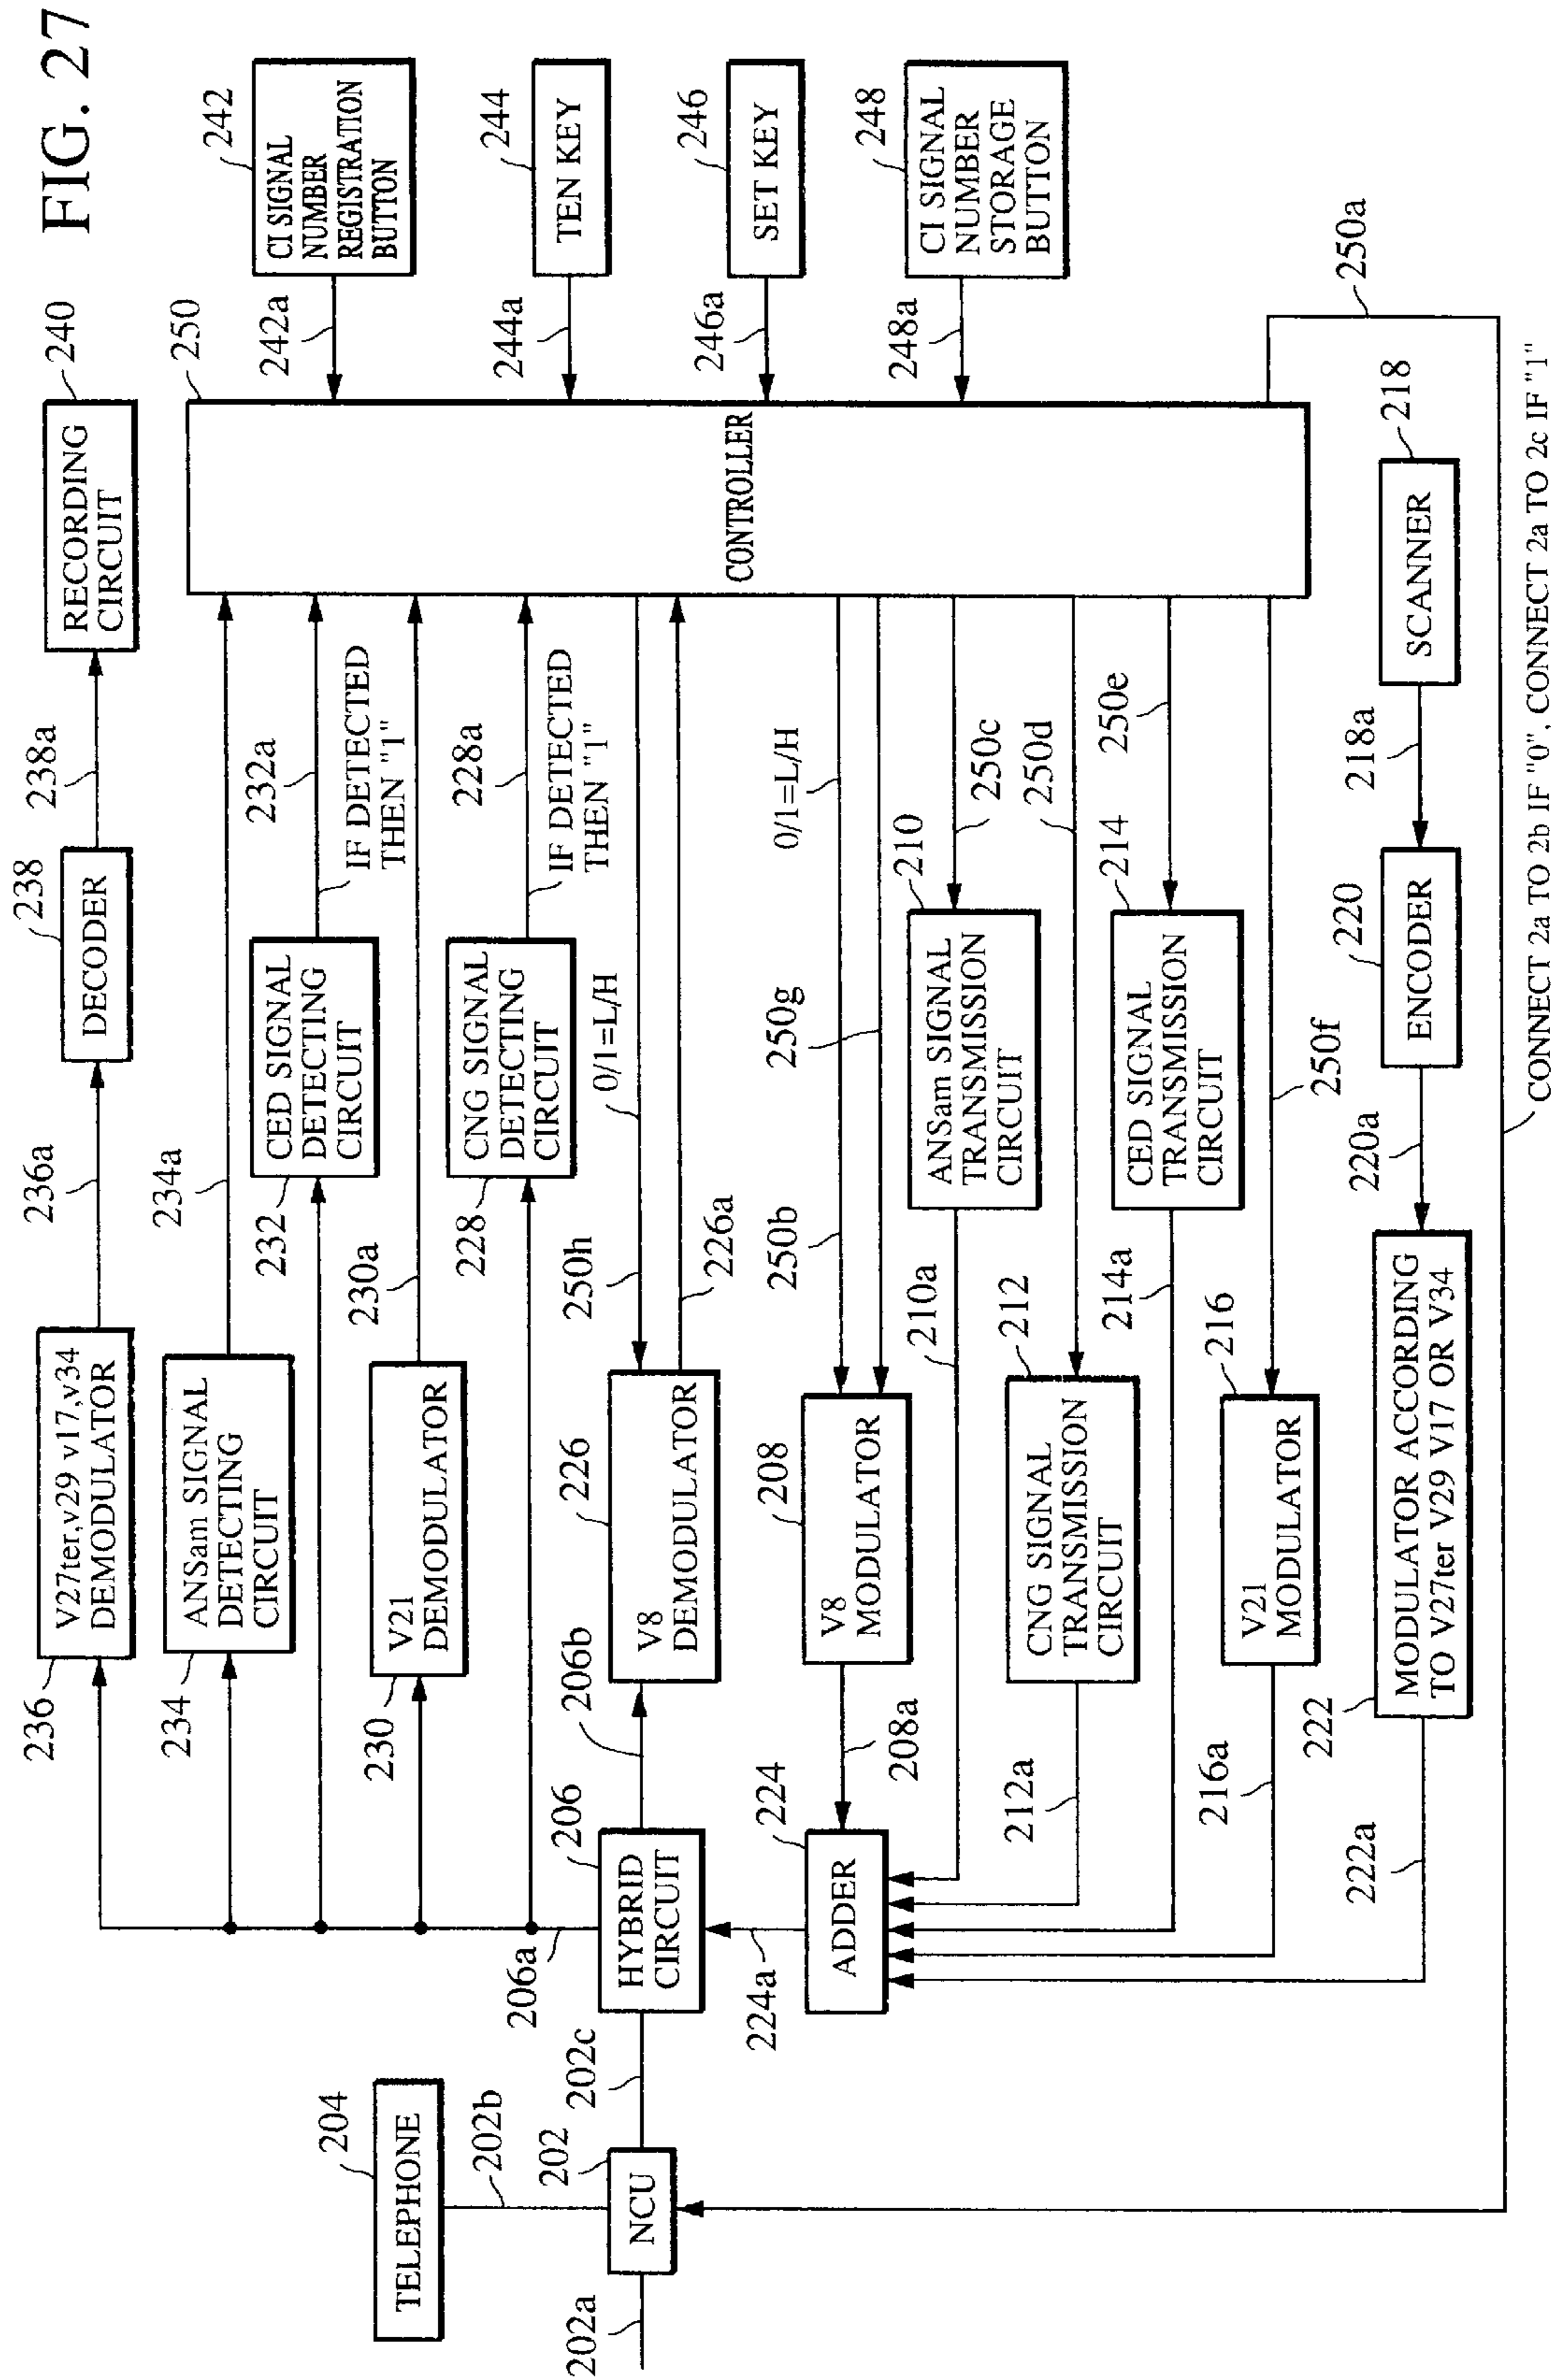 FIG. 27
236
V27ter,v29 v17,v34
DEMODULATOR
236a
238
DECODER
238a
240
RECORDING
CIRCUIT
234
ANSam SIGNAL
DETECTING
CIRCUIT
234a
250
CONTROLLER
242
CI SIGNAL
NUMBER
REGISTRATION
BUTTON
242a
232
CED SIGNAL
DETECTING
CIRCUIT
232a
IF DETECTED
THEN "1"
230
V21
DEMODULATOR
230a
244
TEN KEY
244a
228
CNG SIGNAL
DETECTING
CIRCUIT
228a
IF DETECTED
THEN "1"
204
TELEPHONE
202b
202
NCU
202a
202c
206a
206
HYBRID
CIRCUIT
206b
226
V8
DEMODULATOR
250h
0/1=L/H
226a
246
SET KEY
246a
224a
224
ADDER
208a
208
V8
MODULATOR
250b
250g
0/1=L/H
248
CI SIGNAL
NUMBER
STORAGE
BUTTON
248a
210a
210
ANSam SIGNAL
TRANSMISSION
CIRCUIT
250c
212a
212
CNG SIGNAL
TRANSMISSION
CIRCUIT
250d
214a
214
CED SIGNAL
TRANSMISSION
CIRCUIT
250e
216a
216
V21
MODULATOR
250f
222a
222
MODULATOR ACCORDING
TO V27ter V29 V17 OR V34
220a
220
ENCODER
218a
218
SCANNER
250a
CONNECT 2a TO 2b IF "0", CONNECT 2a TO 2c IF "1"